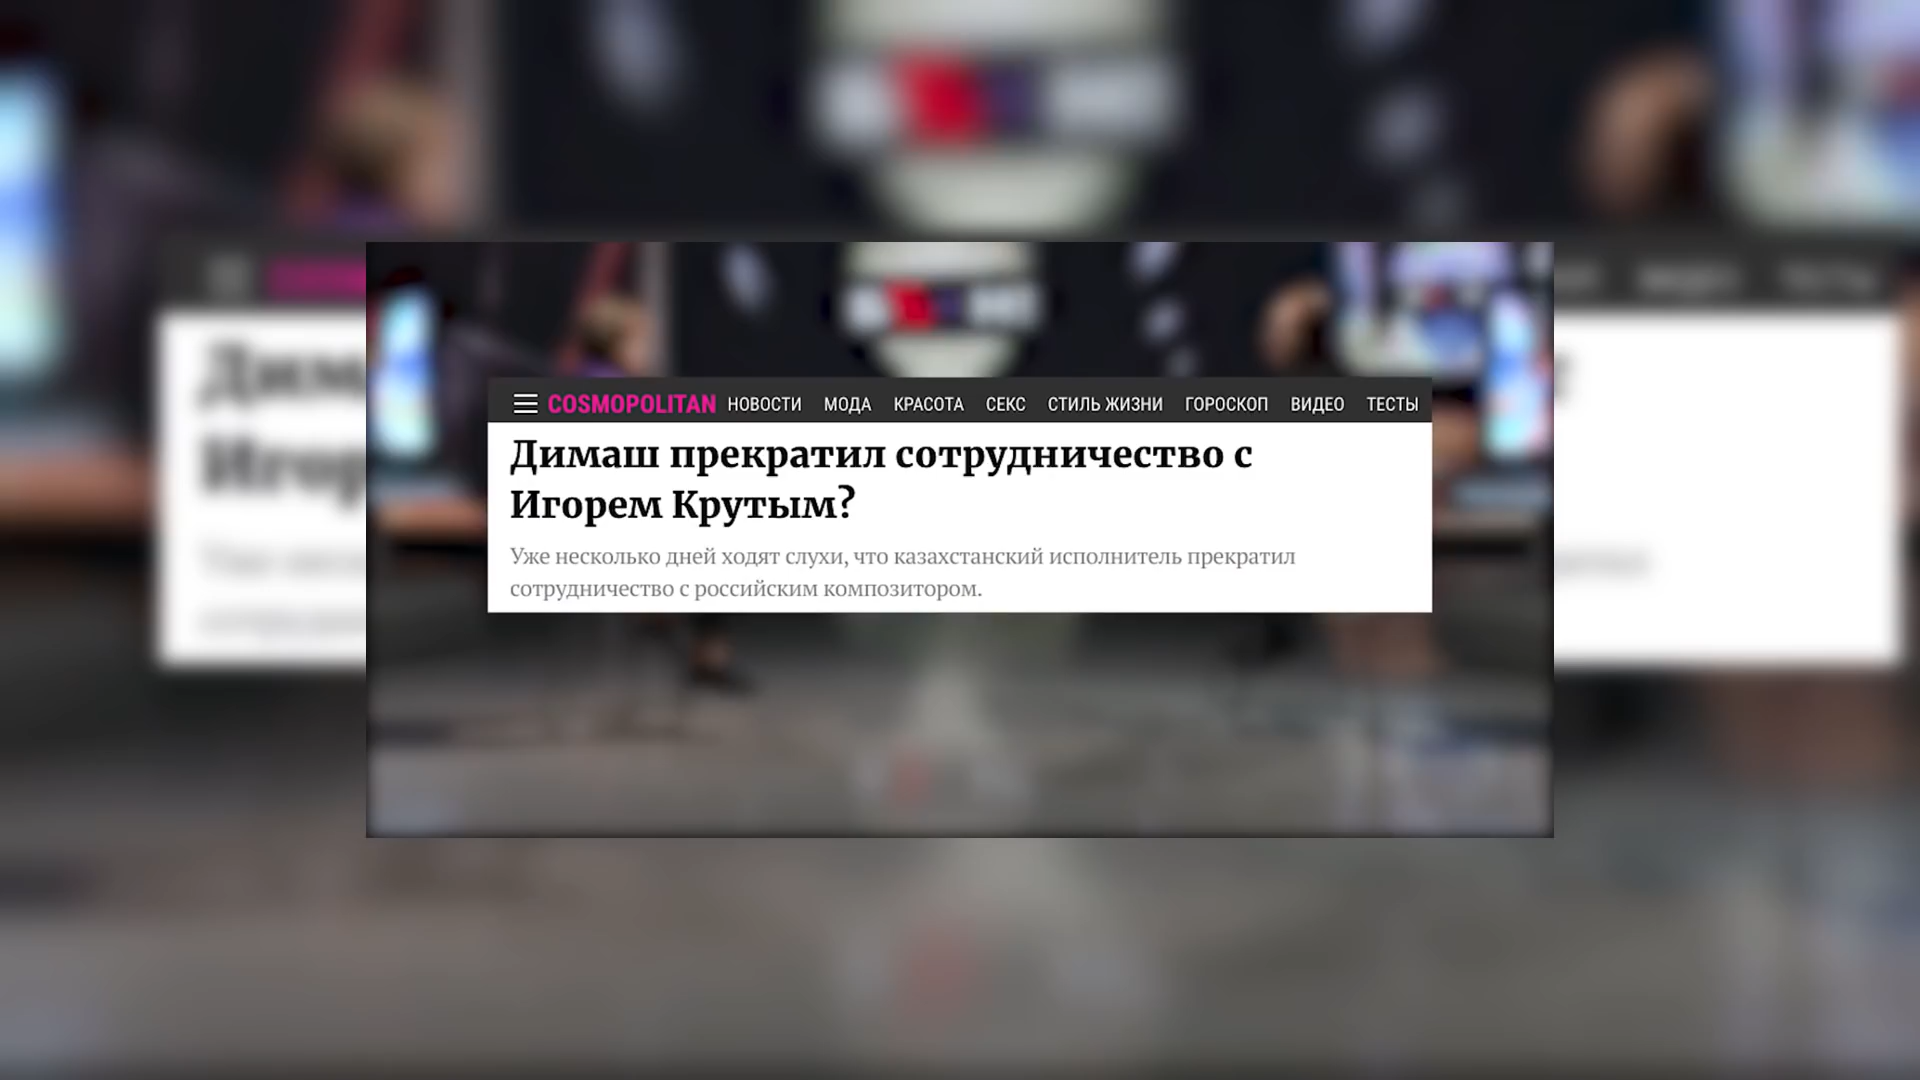 COSMOPOLITAN НОВОСТИ МОДА КРАСОТА СЕКС СТИЛЬ ЖИЗНИ ГОРОСКОП ВИДЕО ТЕСТЫ
Димаш прекратил сотрудничество с
Игорем Крутым?
Уже несколько дней ходят слухи, что казахстанский исполнитель прекратил
сотрудничество с российским композитором.